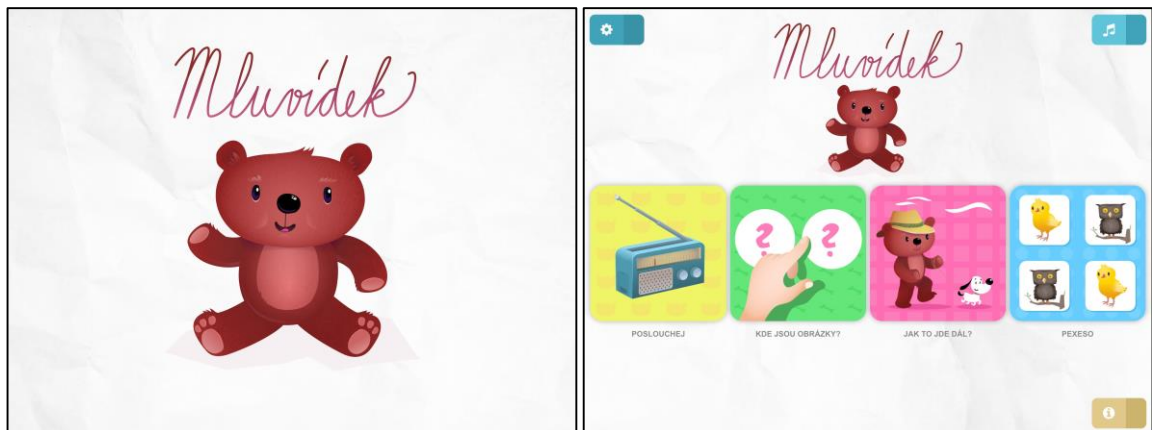 Mluvídek
Mluvídek
? ?
POSLOUCHEJ KDE JSOU OBRÁZKY? JAK TO JDE DÁL? PEXESO